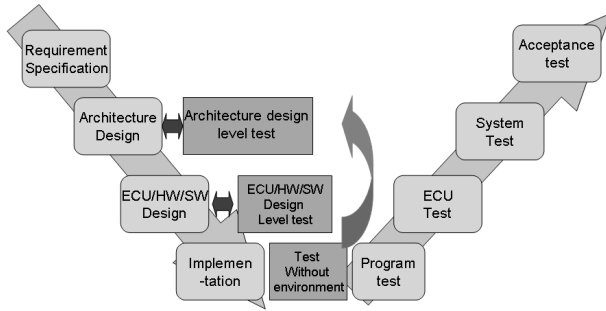 Requirement
Specification
Architecture
Design
Architecture design
level test
ECU/HW/SW
Design
ECU/HW/SW
Design
Level test
Implemen
-tation
Test
Without
environment
Program
test
ECU
Test
System
Test
Acceptance
test